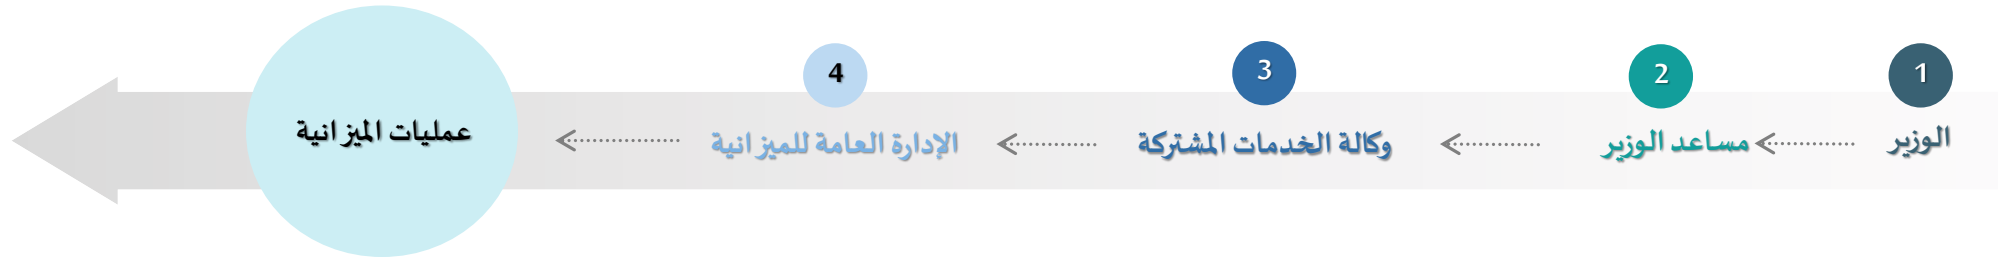 1
الوزير
2
مساعد الوزير
3
وكالة الخدمات المشتركة
4
الإدارة العامة للميزانية
عمليات الميزانية